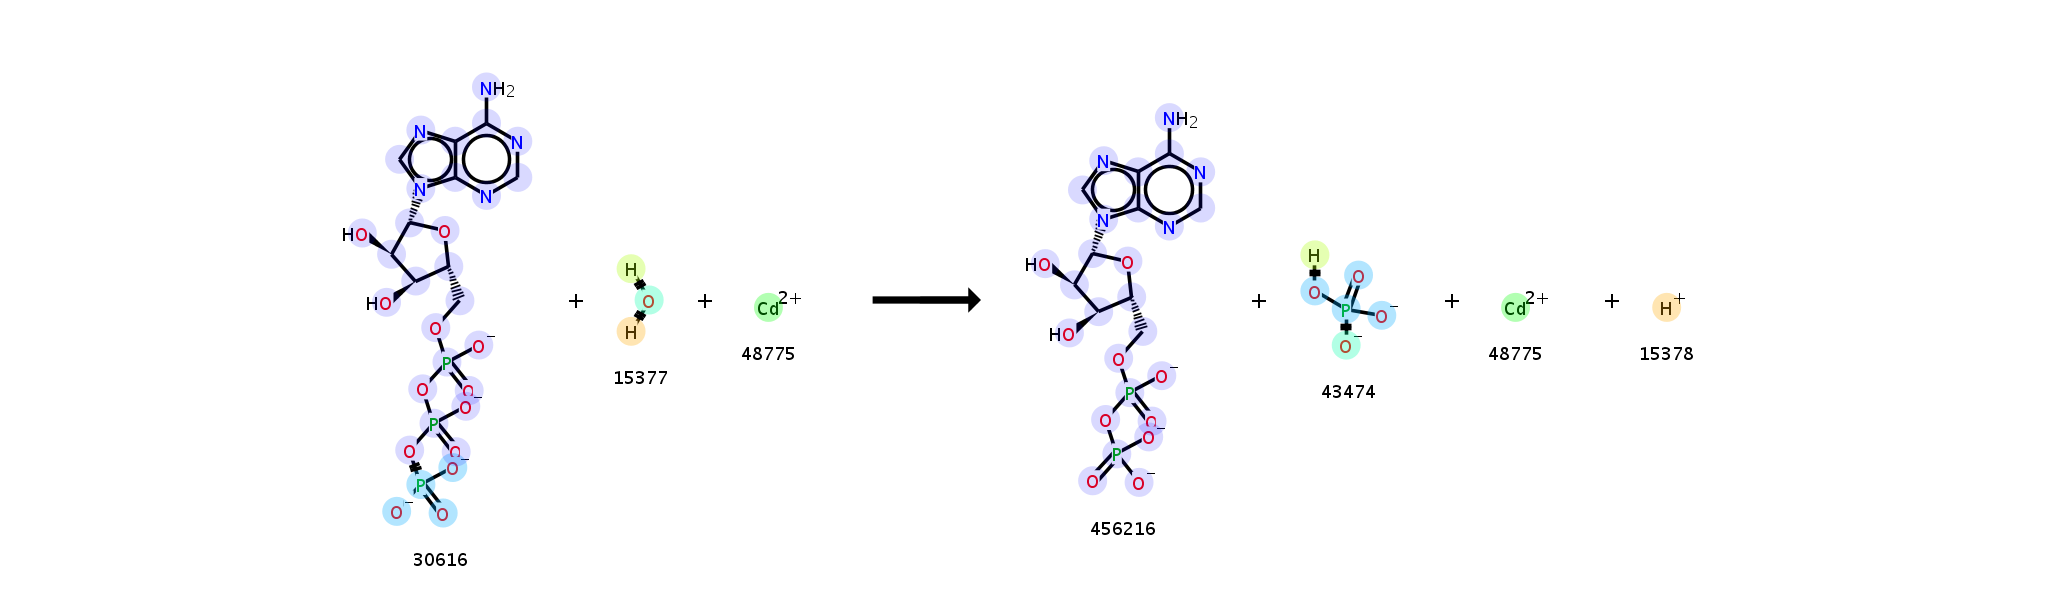 NH2
N
N
N
N
HO
O
HO
O
O
P
O-
O
O
P
O-
O
O
P
O-
O-
O
30616
+
H
O
H
15377
+
Cd2+
48775
NH2
N
N
N
N
HO
O
HO
O
O
P
O-
O
O
P
O-
O
O-
456216
+
H
O
O
P
O-
O-
43474
+
Cd2+
48775
+
H+
15378